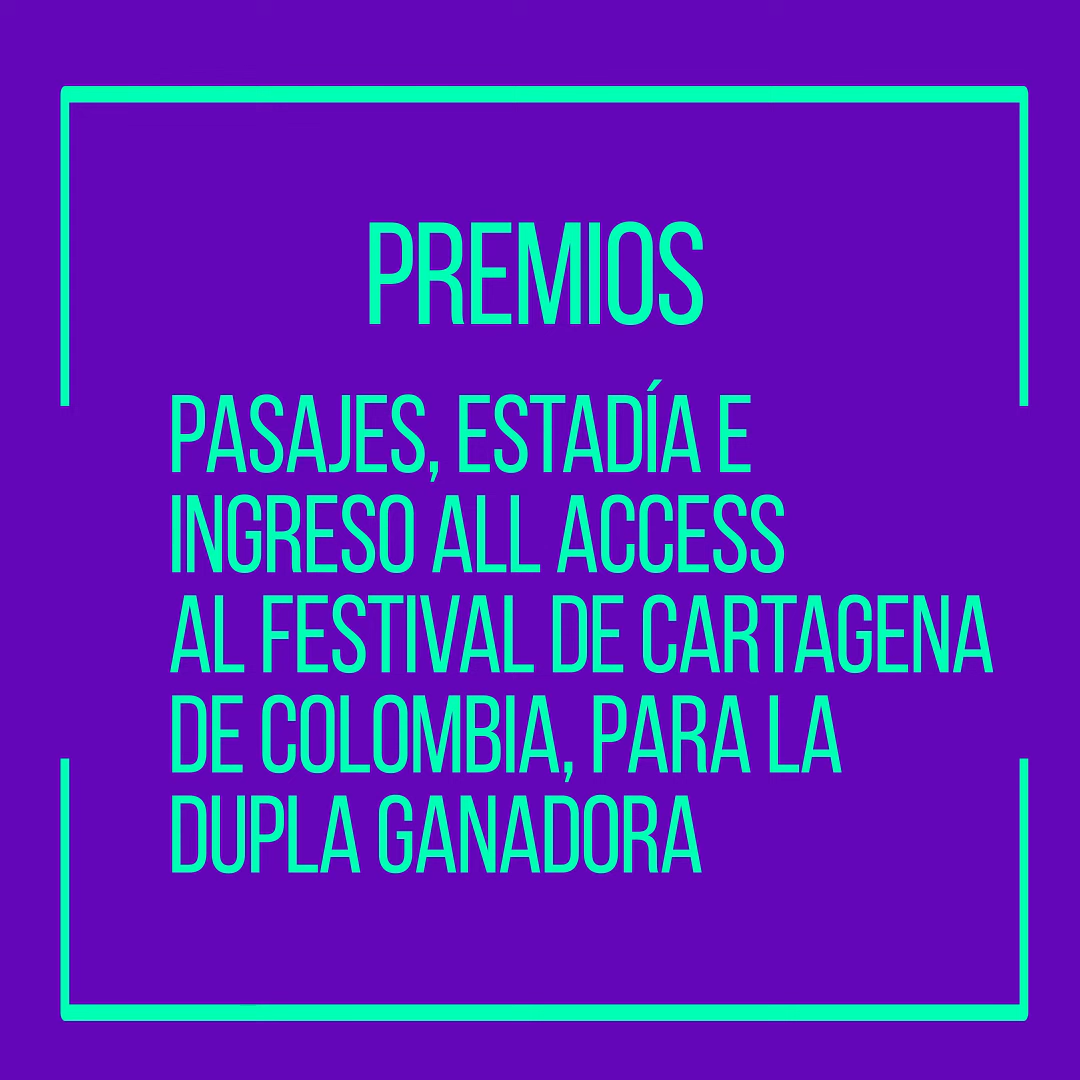 PREMIOS
PASAJES, ESTADÍA E
INGRESO ALL ACCESS
AL FESTIVAL DE CARTAGENA
DE COLOMBIA, PARA LA
DUPLA GANADORA